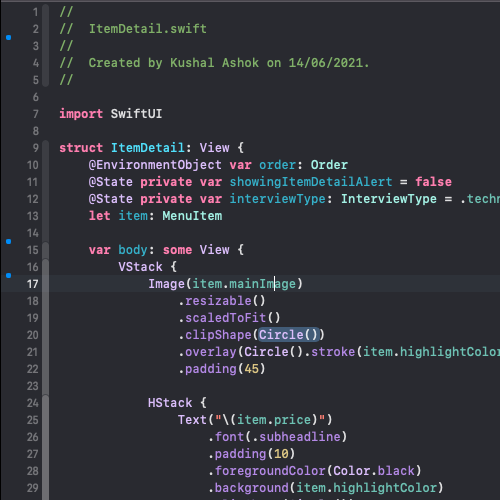 1 //
2 //  ItemDetail.swift
3 //
4 //  Created by Kushal Ashok on 14/06/2021.
5 //
6
7 import SwiftUI
8
9 struct ItemDetail: View {
10     @EnvironmentObject var order: Order
11     @State private var showingItemDetailAlert = false
12     @State private var interviewType: InterviewType = .techn
13     let item: MenuItem
14
15     var body: some View {
16         VStack {
17             Image(item.mainImage)
18                 .resizable()
19                 .scaledToFit()
20                 .clipShape(Circle())
21                 .overlay(Circle().stroke(item.highlightColor
22                 .padding(45)
23
24             HStack {
25                 Text("\(item.price)")
26                     .font(.subheadline)
27                     .padding(10)
28                     .foregroundColor(Color.black)
29                     .background(item.highlightColor)